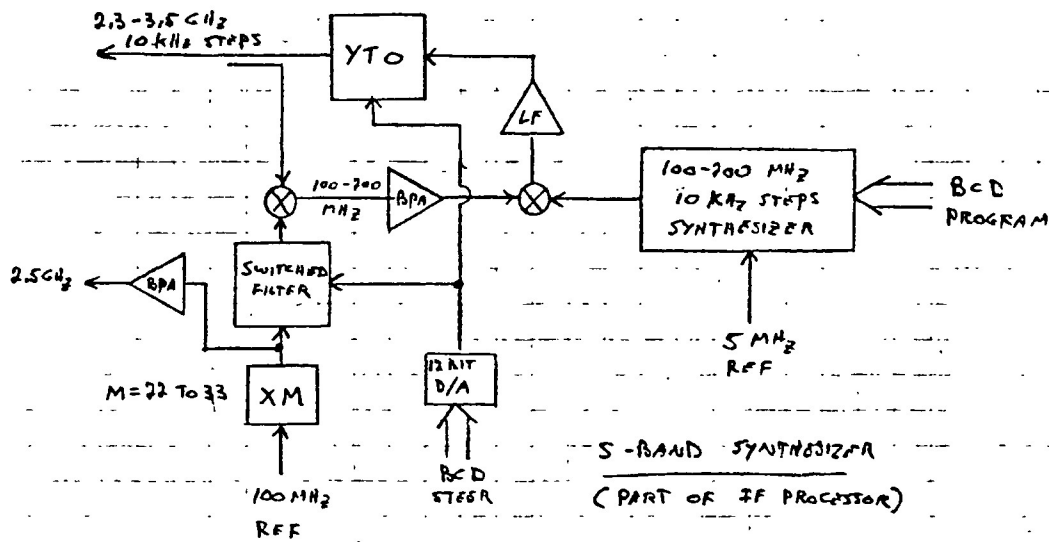 2.3-3.5 GHz
10 KHz STEPS
YTO
LF
100-200
MHz
BPA
100-200 MHz
10 KHz STEPS
SYNTHESIZER
BCD
PROGRAM
5 MHz
REF
2.5 GHz
BPA
SWITCHED
FILTER
M=22 TO 33
XM
12 BIT
D/A
100 MHz
REF
BCD
STEER
S-BAND SYNTHESIZER
(PART OF IF PROCESSOR)